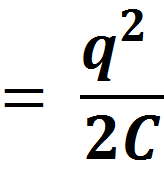 = q²/2C